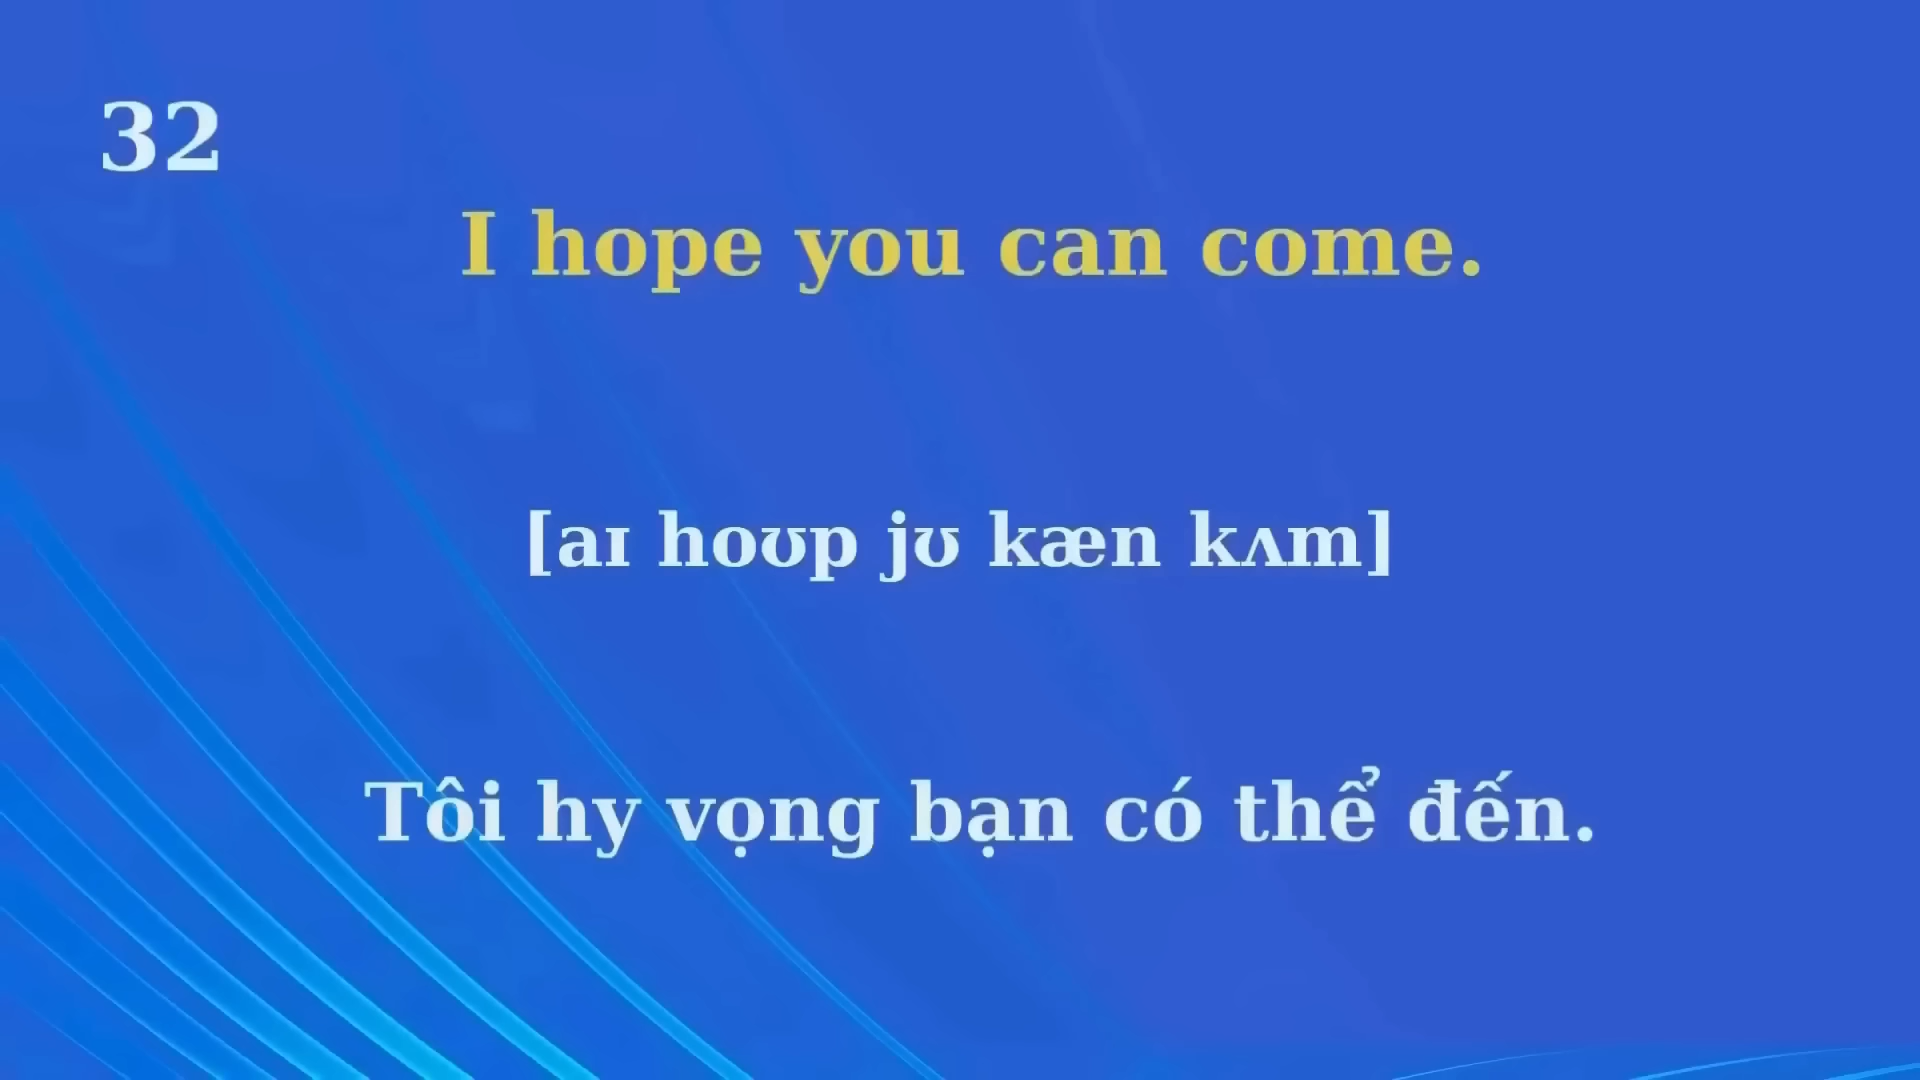 32
I hope you can come.
[aɪ hoʊp jʊ kæn kʌm]
Tôi hy vọng bạn có thể đến.